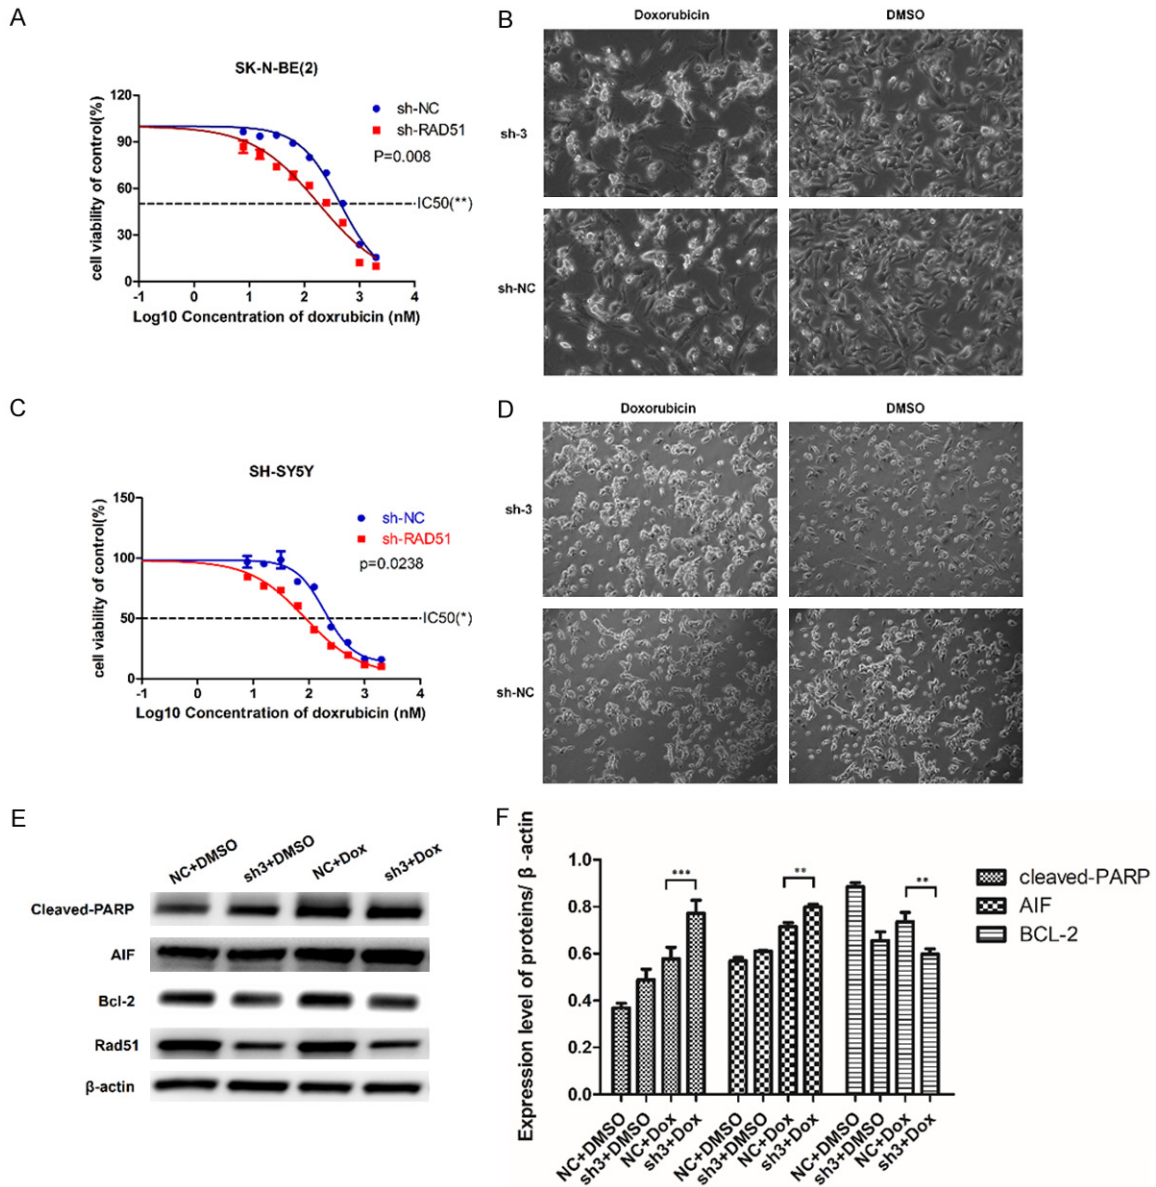 A
SK-N-BE(2)
cell viability of control(%)
120
90
60
30
0
-1 0 1 2 3 4
Log10 Concentration of doxrubicin (nM)
sh-NC
sh-RAD51
P=0.008
IC50(**)
B
Doxorubicin DMSO
sh-3
sh-NC
C
SH-SY5Y
cell viability of control(%)
150
100
50
0
-1 0 1 2 3 4
Log10 Concentration of doxrubicin (nM)
sh-NC
sh-RAD51
p=0.0238
IC50(*)
D
Doxorubicin DMSO
sh-3
sh-NC
E
NC+DMSO sh3+DMSO NC+Dox sh3+Dox
Cleaved-PARP
AIF
Bcl-2
Rad51
β-actin
F
Expression level of proteins/ β -actin
1.0
0.8
0.6
0.4
0.2
0.0
*** ** **
cleaved-PARP
AIF
BCL-2
NC+DMSO sh3+DMSO NC+Dox sh3+Dox NC+DMSO sh3+DMSO NC+Dox sh3+Dox NC+DMSO sh3+DMSO NC+Dox sh3+Dox